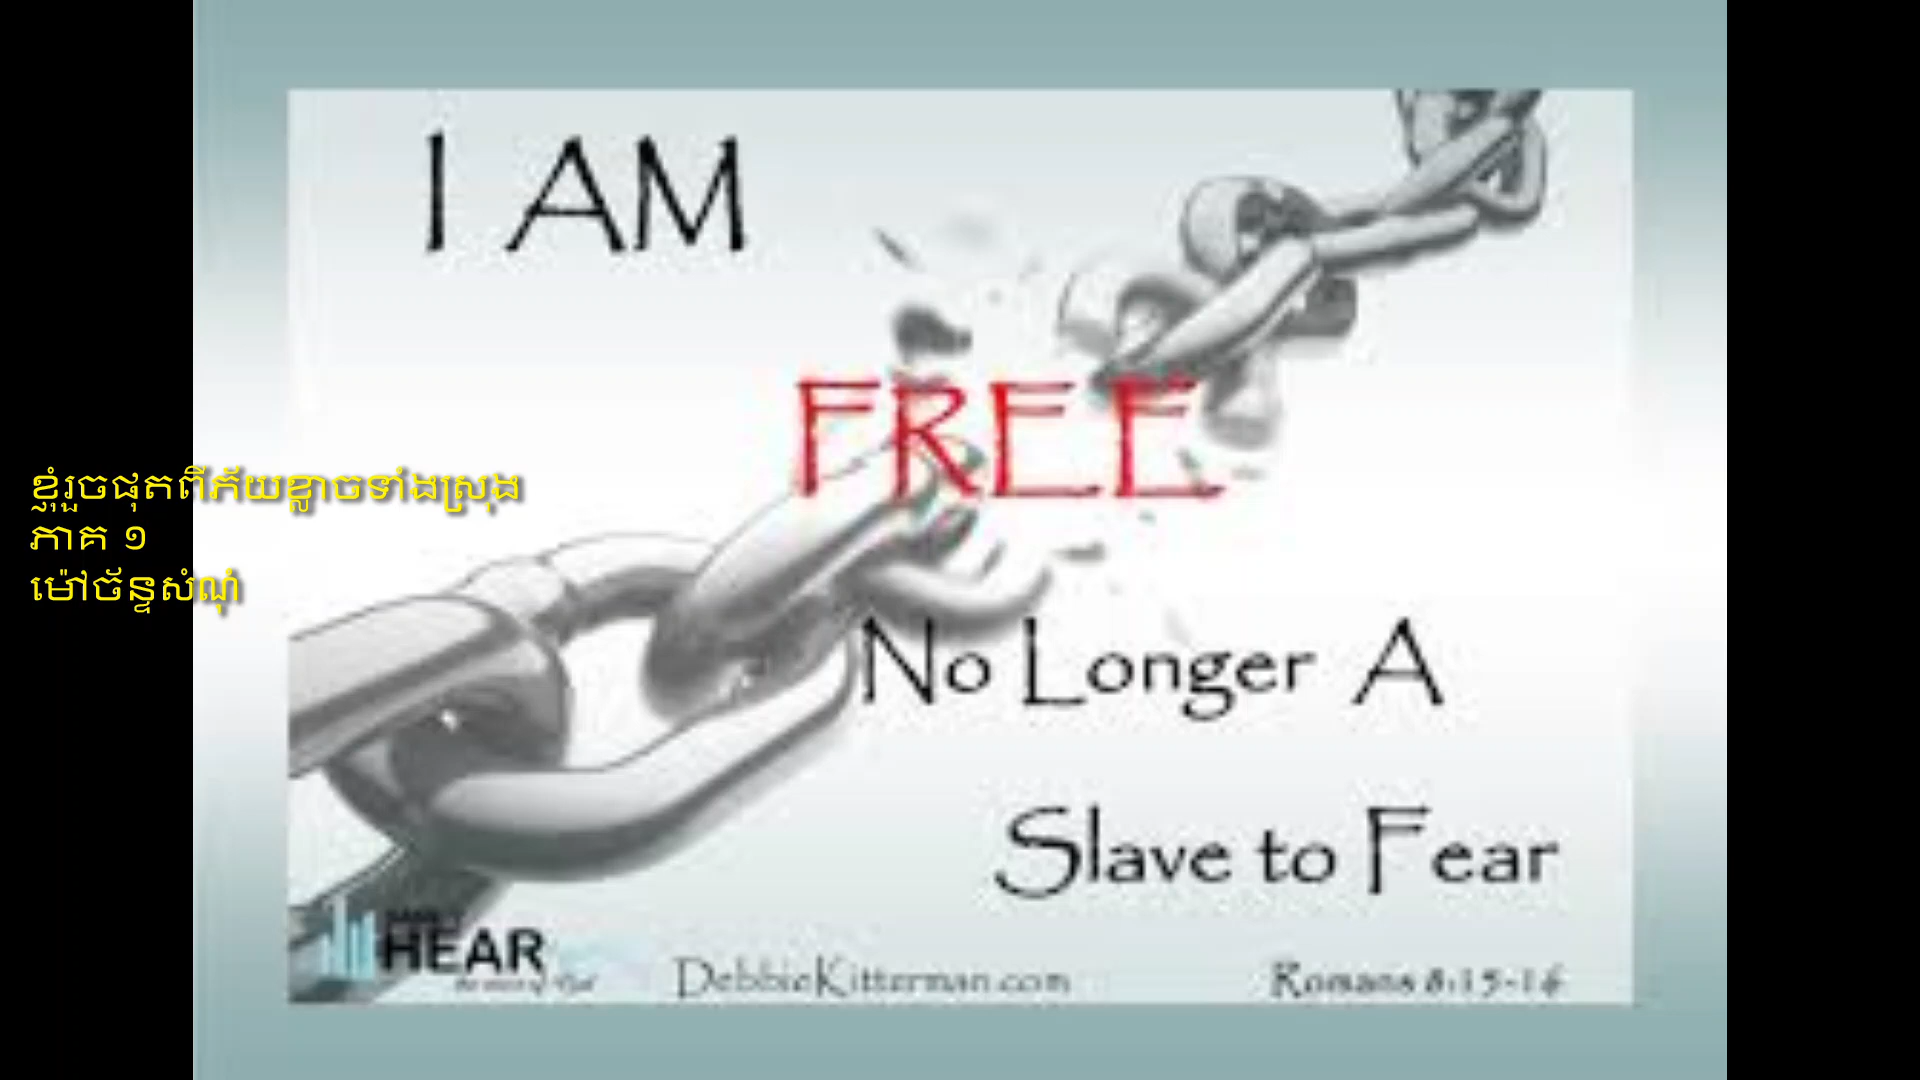 I AM
FREE
ខ្ញុំរួចផុតពីភ័យខ្លាចទាំងស្រុង
ភាគ ១
ម៉ៅច័ន្ទសំណុំ
No Longer A
Slave to Fear
HEAR
DebbieKitterman.com
Romans 8:15-16